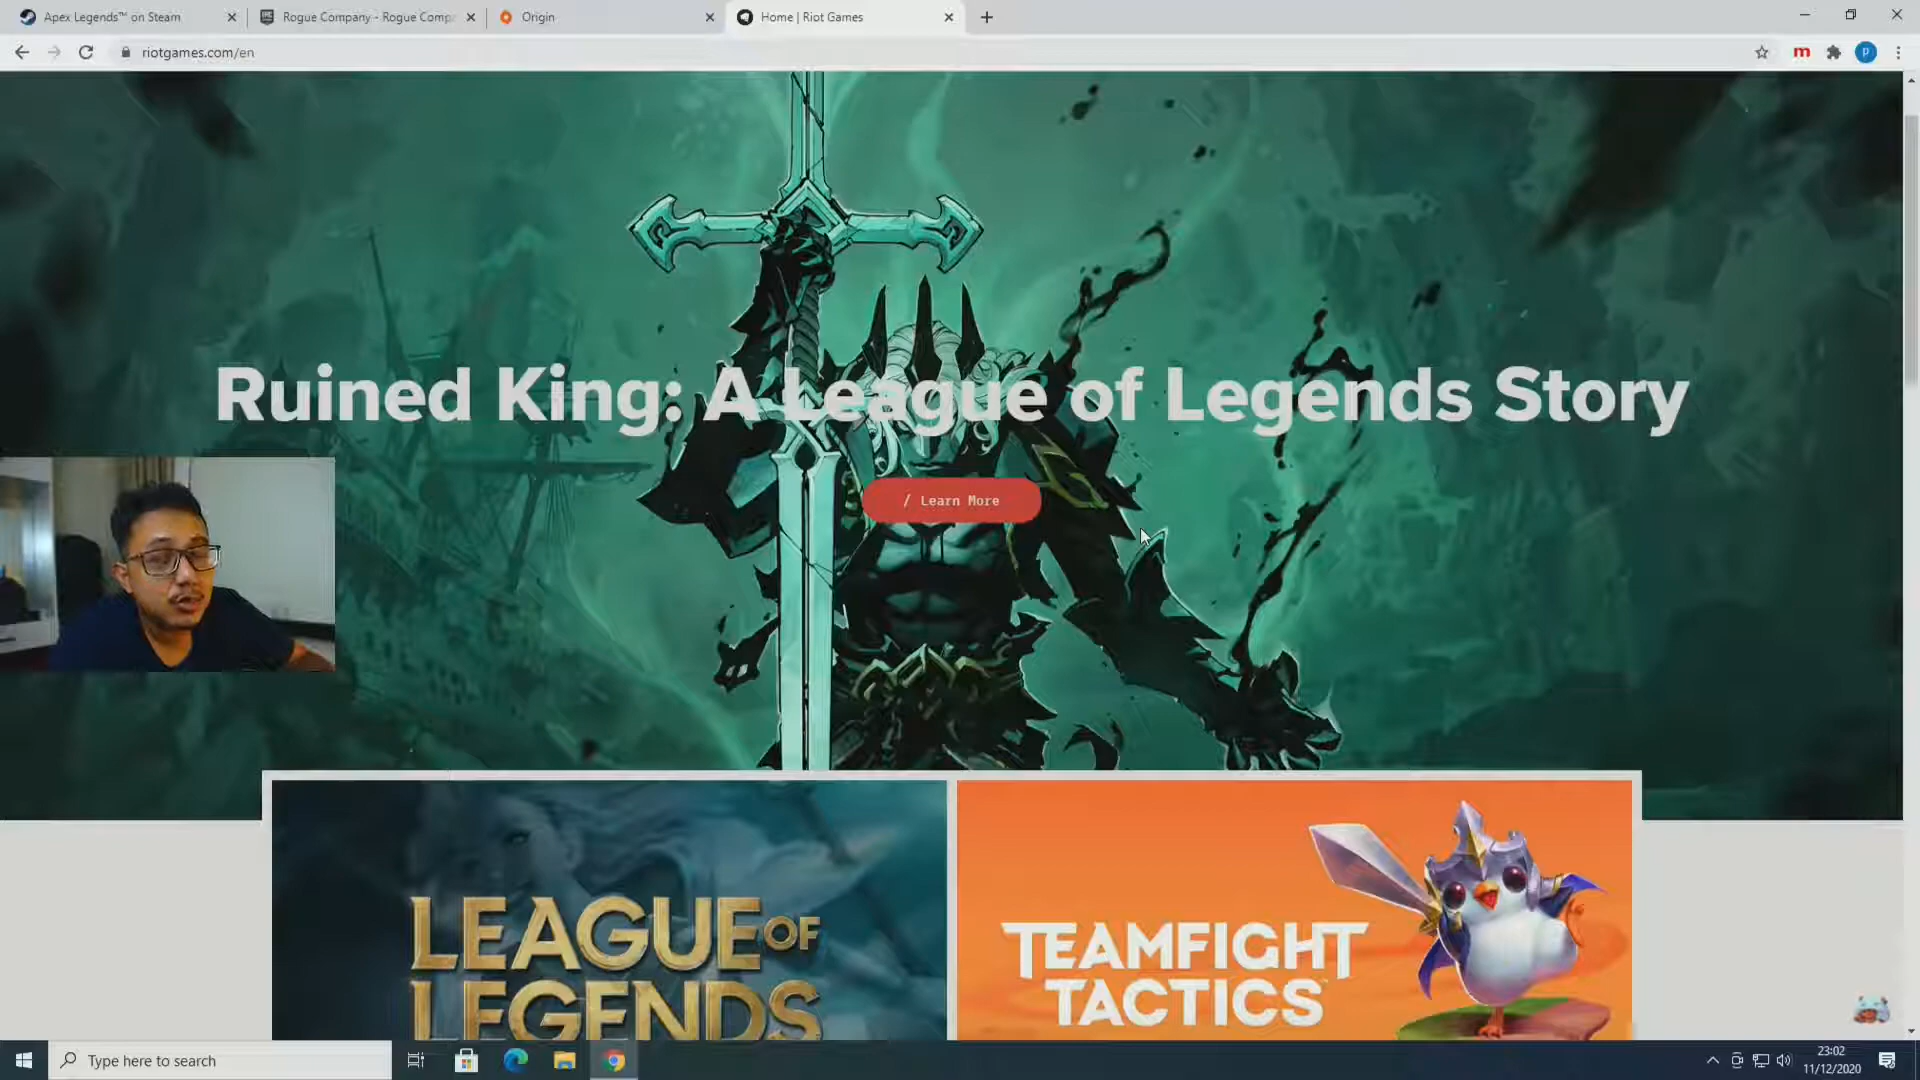 Apex Legends™ on Steam
Rogue Company - Rogue Comp
Origin
Home | Riot Games
riotgames.com/en
m
p
Ruined King: A League of Legends Story
/ Learn More
LEAGUE OF
LEGENDS
TEAMFIGHT
TACTICS
Type here to search
23:02
11/12/2020